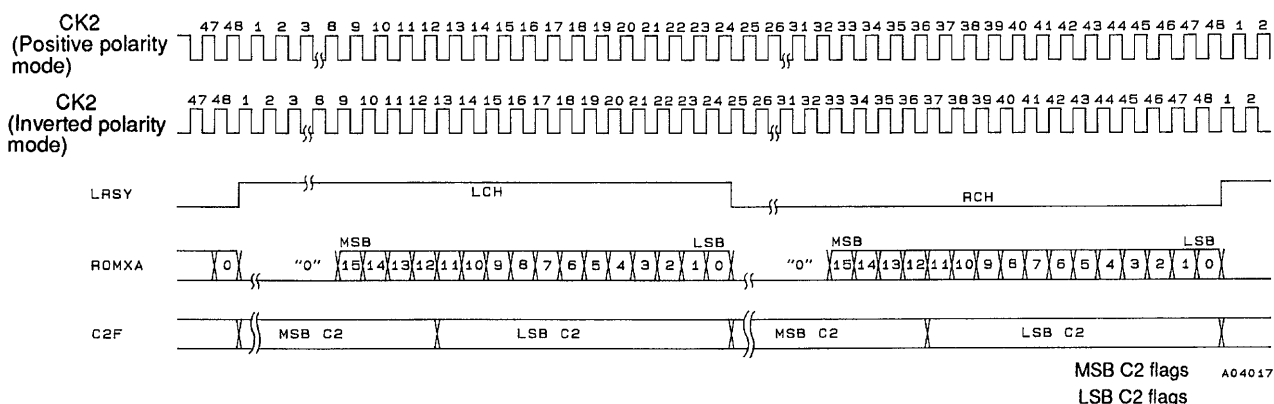 CK2
(Positive polarity
mode)
47 48 1 2 3 8 9 10 11 12 13 14 15 16 17 18 19 20 21 22 23 24 25 26 31 32 33 34 35 36 37 38 39 40 41 42 43 44 45 46 47 48 1 2
CK2
(Inverted polarity
mode)
47 48 1 2 3 8 9 10 11 12 13 14 15 16 17 18 19 20 21 22 23 24 25 26 31 32 33 34 35 36 37 38 39 40 41 42 43 44 45 46 47 48 1 2
LRSY LCH RCH
MSB LSB MSB LSB
ROMXA 0 "0" 15 14 13 12 11 10 9 8 7 6 5 4 3 2 1 0 "0" 15 14 13 12 11 10 9 8 7 6 5 4 3 2 1 0
C2F MSB C2 LSB C2 MSB C2 LSB C2
MSB C2 flags A04017
LSB C2 flags